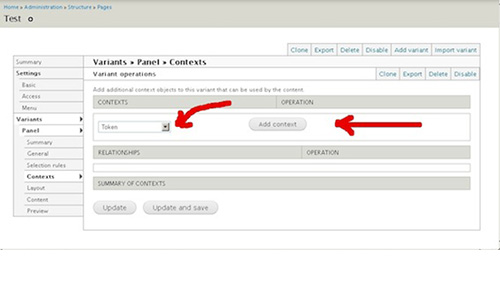 Home » Administration » Structure » Pages
Test
Clone Export Delete Disable Add variant Import variant
Summary
Settings
Basic
Access
Menu
Variants
Panel
Summary
General
Selection rules
Contexts
Layout
Content
Preview
Variants » Panel » Contexts
Variant operations
Clone Export Delete Disable
Add additional context objects to this variant that can be used by the content.
CONTEXTS OPERATION
Token Add context
RELATIONSHIPS OPERATION
SUMMARY OF CONTEXTS
Update Update and save